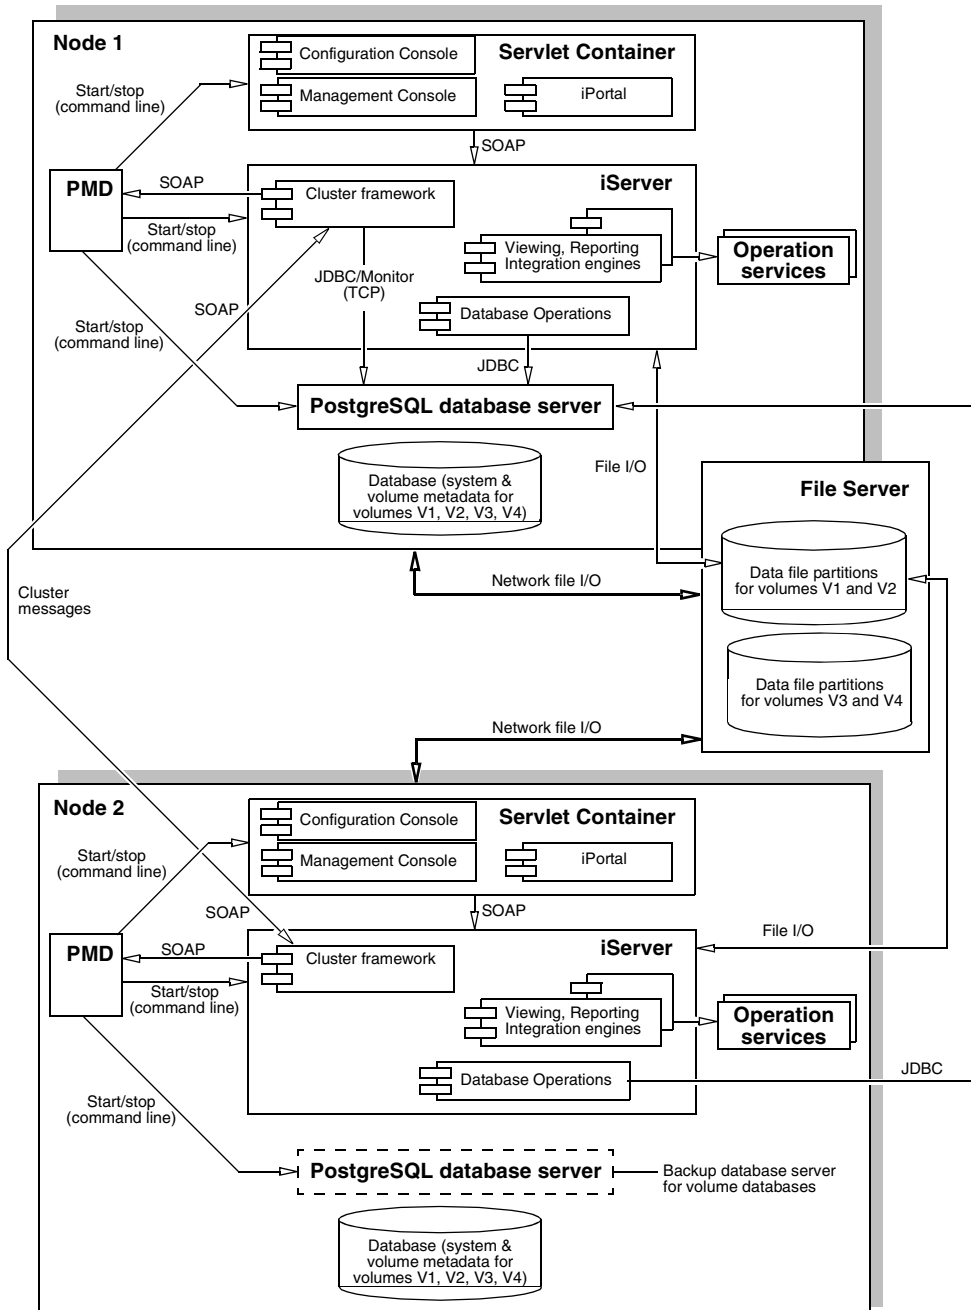 Node 1
Servlet Container
Configuration Console
Management Console
iPortal
Start/stop
(command line)
SOAP
PMD
SOAP
Start/stop
(command line)
iServer
Cluster framework
Viewing, Reporting
Integration engines
Operation
services
JDBC/Monitor
(TCP)
SOAP
Database Operations
Start/stop
(command line)
JDBC
PostgreSQL database server
Database (system &
volume metadata for
volumes V1, V2, V3, V4)
File I/O
File Server
Data file partitions
for volumes V1 and V2
Network file I/O
Cluster
messages
Data file partitions
for volumes V3 and V4
Network file I/O
Node 2
Servlet Container
Configuration Console
Management Console
iPortal
Start/stop
(command line)
SOAP
SOAP
PMD
SOAP
Start/stop
(command line)
iServer
Cluster framework
File I/O
Viewing, Reporting
Integration engines
Operation
services
Database Operations
JDBC
Start/stop
(command line)
PostgreSQL database server
Backup database server
for volume databases
Database (system &
volume metadata for
volumes V1, V2, V3, V4)